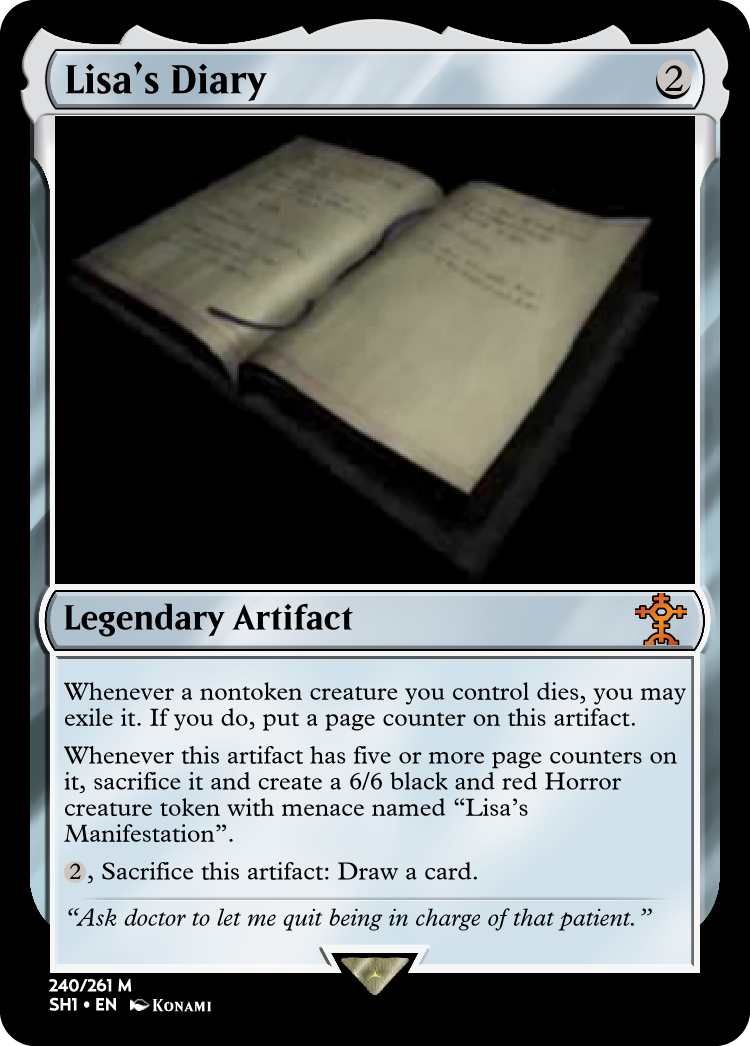 Lisa's Diary
2
Legendary Artifact
Whenever a nontoken creature you control dies, you may
exile it. If you do, put a page counter on this artifact.
Whenever this artifact has five or more page counters on
it, sacrifice it and create a 6/6 black and red Horror
creature token with menace named “Lisa's
Manifestation”.
2, Sacrifice this artifact: Draw a card.
“Ask doctor to let me quit being in charge of that patient.”
240/261 M
SH1 • EN KONAMI